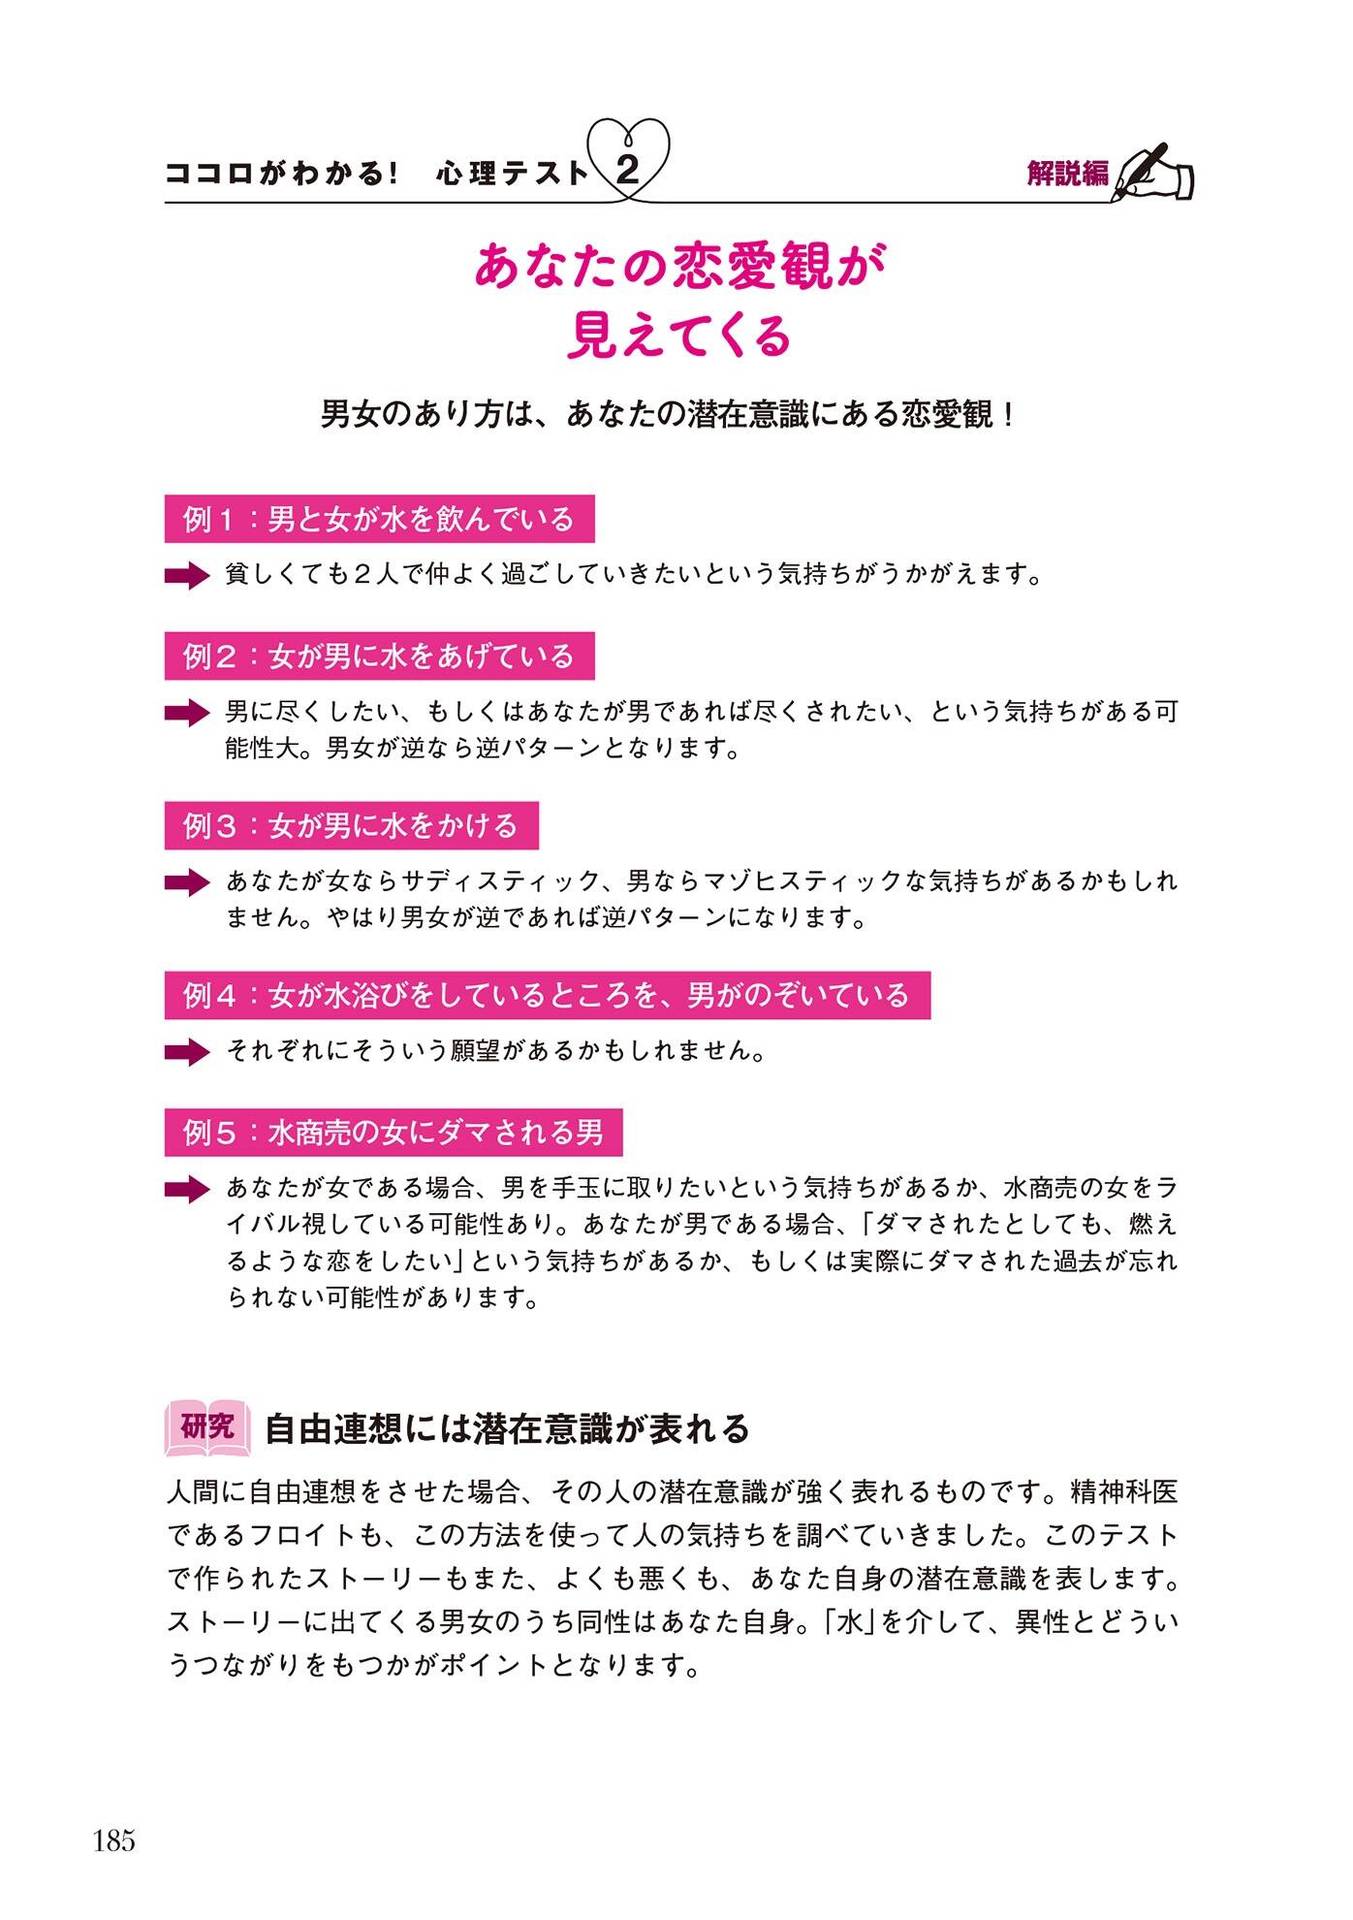 ココロがわかる！　心理テスト 2
解説編
あなたの恋愛観が
見えてくる
男女のあり方は、あなたの潜在意識にある恋愛観！
例１：男と女が水を飲んでいる
貧しくても２人で仲よく過ごしていきたいという気持ちがうかがえます。
例２：女が男に水をあげている
男に尽くしたい、もしくはあなたが男であれば尽くされたい、という気持ちがある可
能性大。男女が逆なら逆パターンとなります。
例３：女が男に水をかける
あなたが女ならサディスティック、男ならマゾヒスティックな気持ちがあるかもしれ
ません。やはり男女が逆であれば逆パターンになります。
例４：女が水浴びをしているところを、男がのぞいている
それぞれにそういう願望があるかもしれません。
例５：水商売の女にダマされる男
あなたが女である場合、男を手玉に取りたいという気持ちがあるか、水商売の女をラ
イバル視している可能性あり。あなたが男である場合、「ダマされたとしても、燃え
るような恋をしたい」という気持ちがあるか、もしくは実際にダマされた過去が忘れ
られない可能性があります。
研究 自由連想には潜在意識が表れる
人間に自由連想をさせた場合、その人の潜在意識が強く表れるものです。精神科医
であるフロイトも、この方法を使って人の気持ちを調べていきました。このテスト
で作られたストーリーもまた、よくも悪くも、あなた自身の潜在意識を表します。
ストーリーに出てくる男女のうち同性はあなた自身。「水」を介して、異性とどうい
うつながりをもつかがポイントとなります。
185